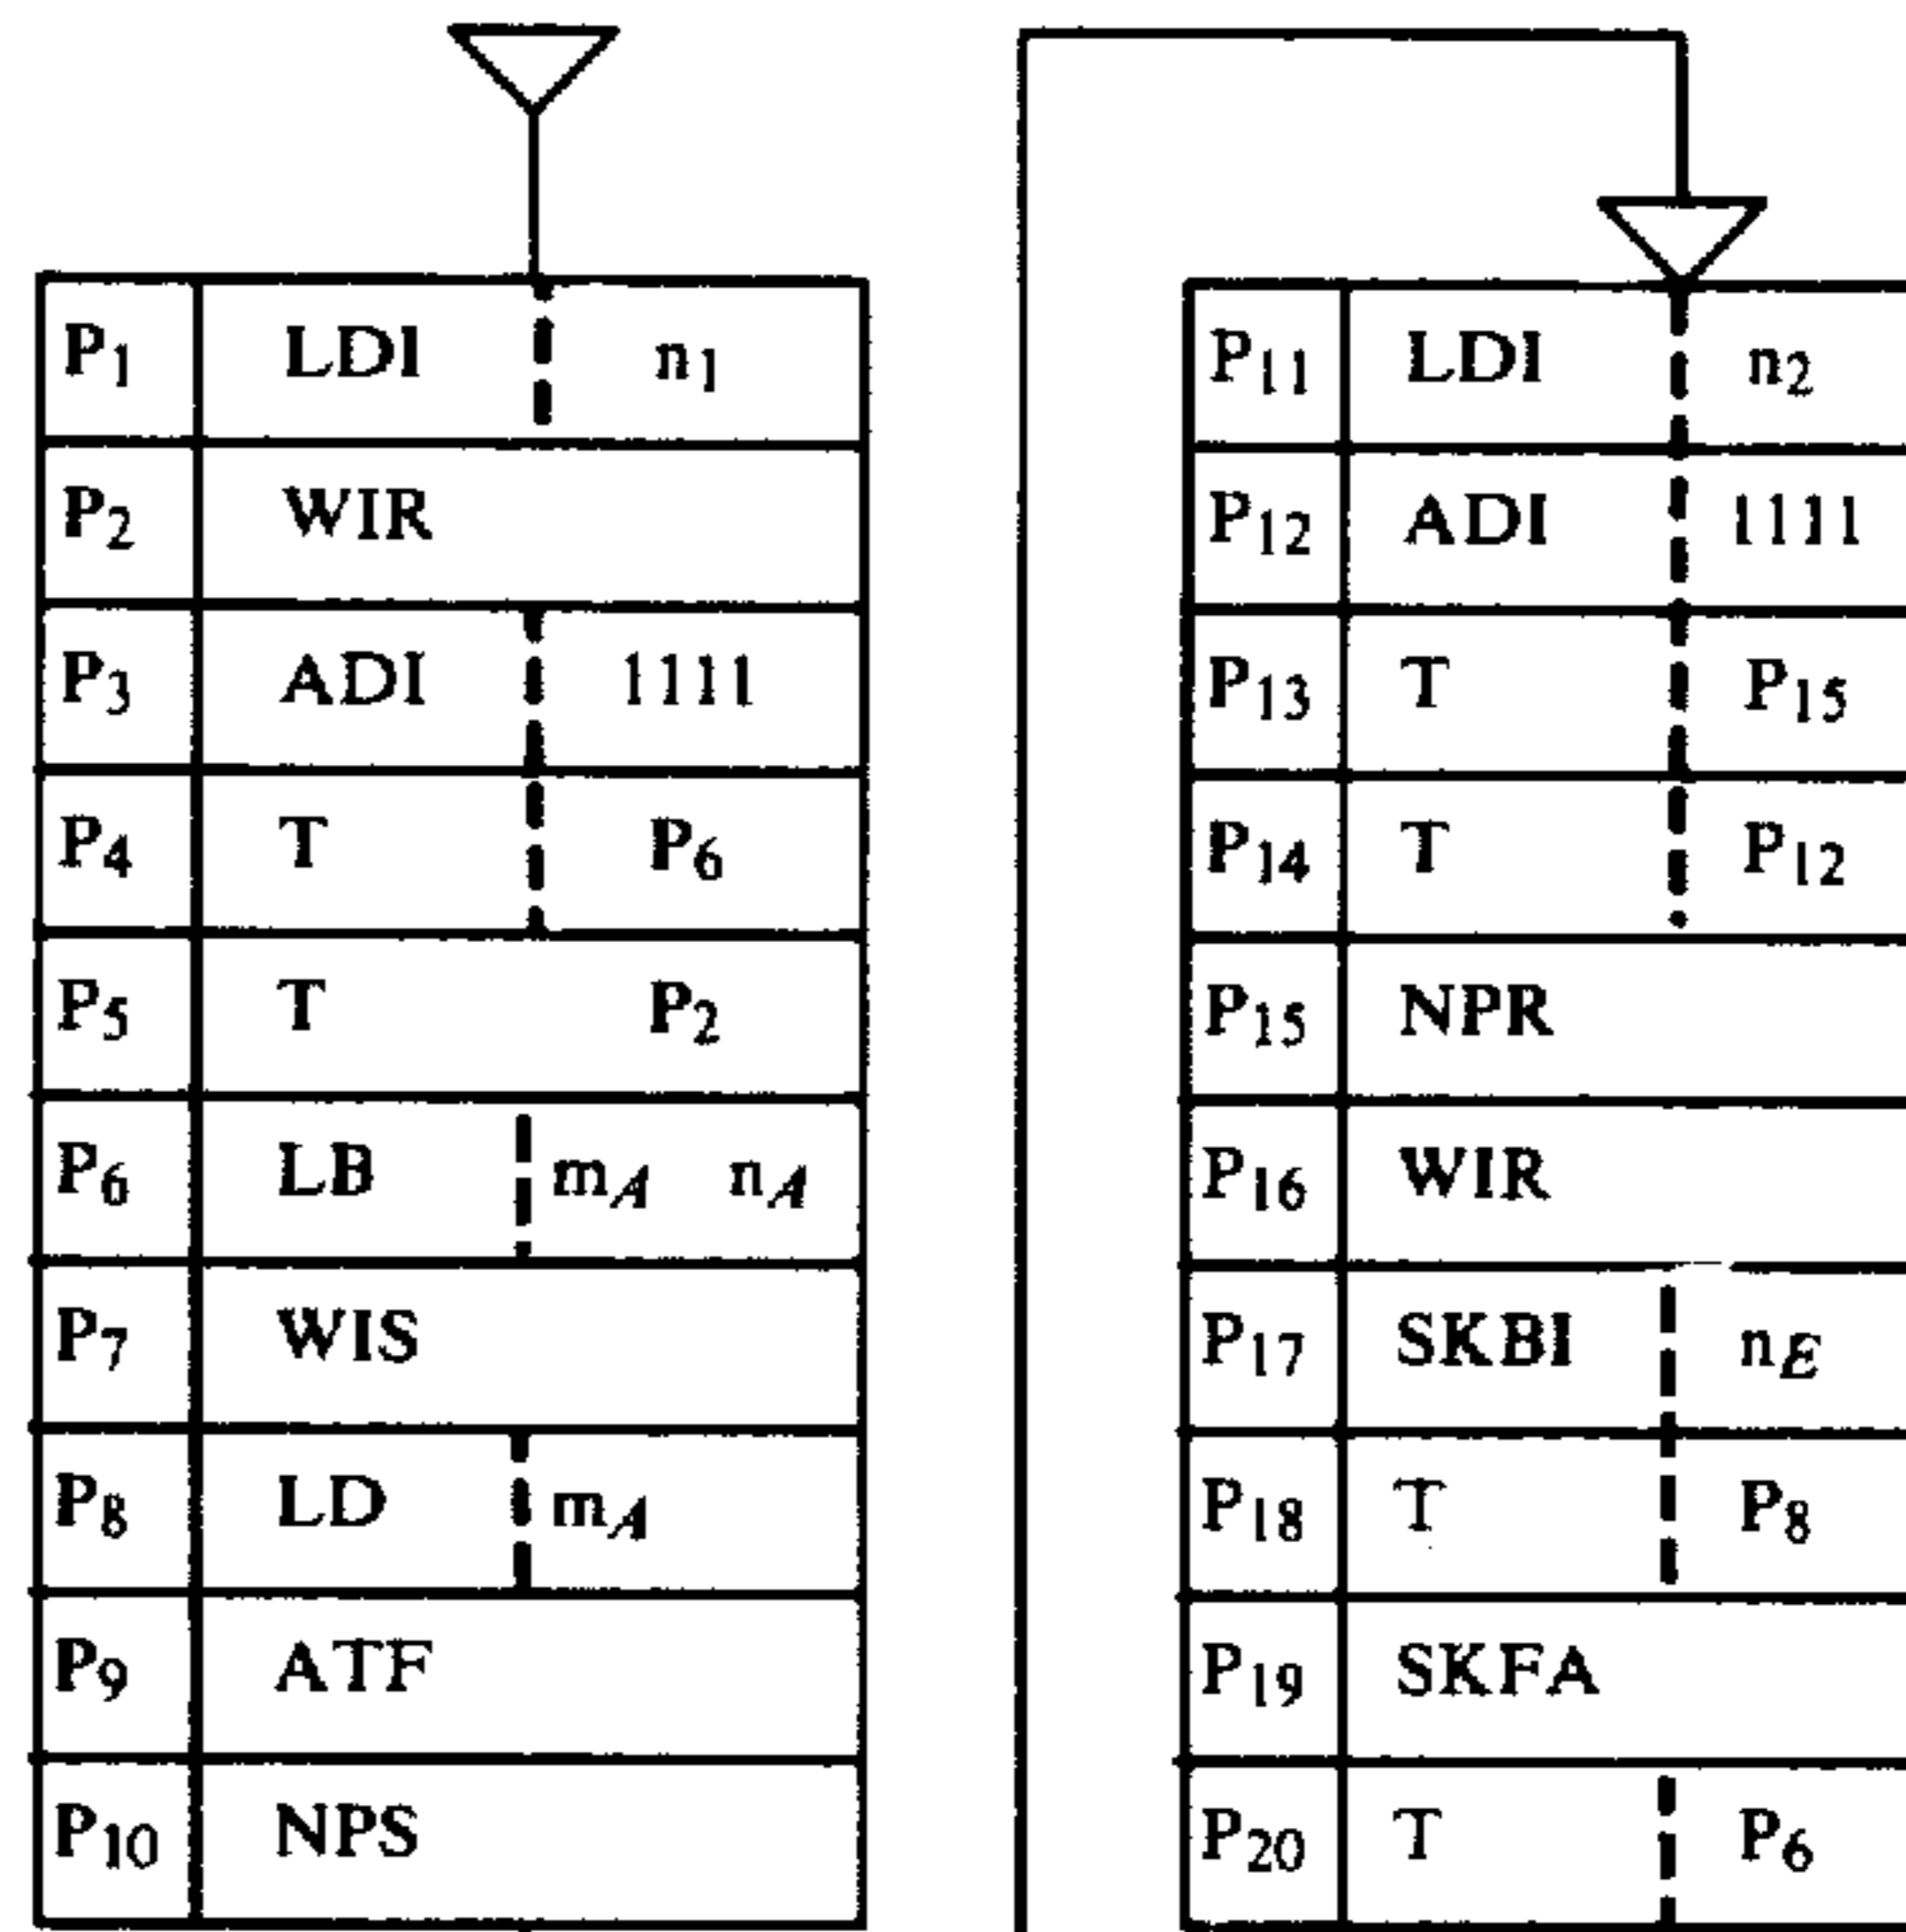 P1 LDI n1
P2 WIR
P3 ADI 1111
P4 T P6
P5 T P2
P6 LB mA nA
P7 WIS
P8 LD mA
P9 ATF
P10 NPS
P11 LDI n2
P12 ADI 1111
P13 T P15
P14 T P12
P15 NPR
P16 WIR
P17 SKBI nE
P18 T P8
P19 SKFA
P20 T P6